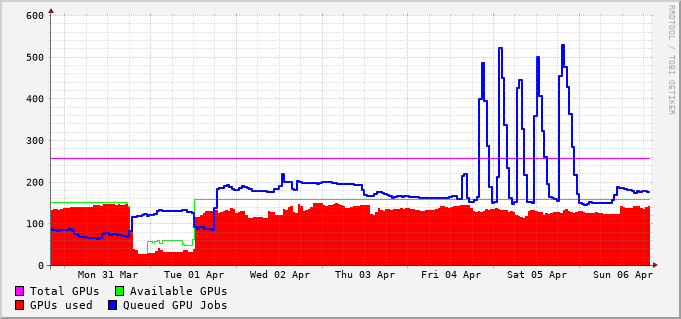 600
500
400
300
200
100
0
Mon 31 Mar Tue 01 Apr Wed 02 Apr Thu 03 Apr Fri 04 Apr Sat 05 Apr Sun 06 Apr
Total GPUs Available GPUs
GPUs used Queued GPU Jobs
RRDTOOL / TOBI OETIKER